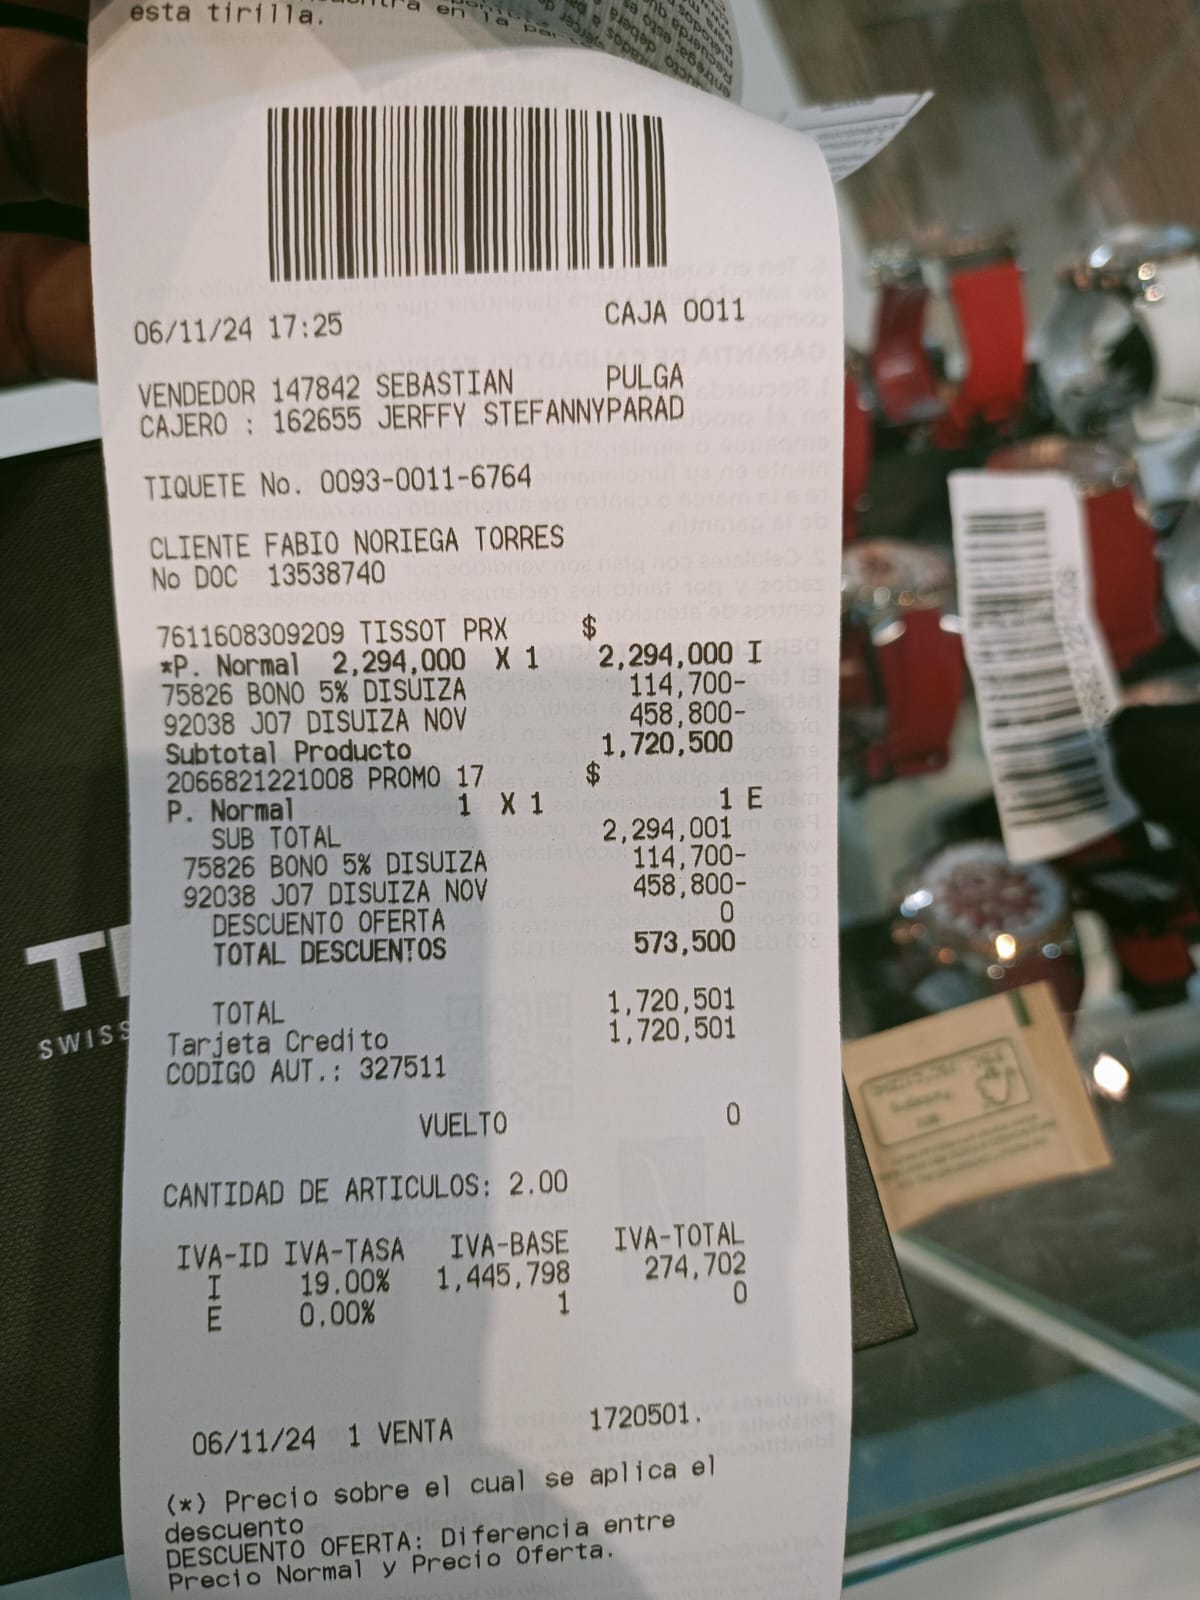 esta tirilla.
06/11/24 17:25 CAJA 0011
VENDEDOR 147842 SEBASTIAN PULGA
CAJERO : 162655 JERFFY STEFANNYPARAD
TIQUETE No. 0093-0011-6764
CLIENTE FABIO NORIEGA TORRES
No DOC 13538740
7611608309209 TISSOT PRX $
*P. Normal 2,294,000 X 1 2,294,000 I
75826 BONO 5% DISUIZA 114,700-
92038 J07 DISUIZA NOV 458,800-
Subtotal Producto 1,720,500
2066821221008 PROMO 17 $
P. Normal 1 X 1 1 E
SUB TOTAL 2,294,001
75826 BONO 5% DISUIZA 114,700-
92038 J07 DISUIZA NOV 458,800-
DESCUENTO OFERTA 0
TOTAL DESCUENTOS 573,500
TOTAL 1,720,501
Tarjeta Credito 1,720,501
CODIGO AUT.: 327511
VUELTO 0
CANTIDAD DE ARTICULOS: 2.00
IVA-ID IVA-TASA IVA-BASE IVA-TOTAL
I 19.00% 1,445,798 274,702
E 0.00% 1 0
06/11/24 1 VENTA 1720501.
(*) Precio sobre el cual se aplica el
descuento
DESCUENTO OFERTA: Diferencia entre
Precio Normal y Precio Oferta.
SWISS